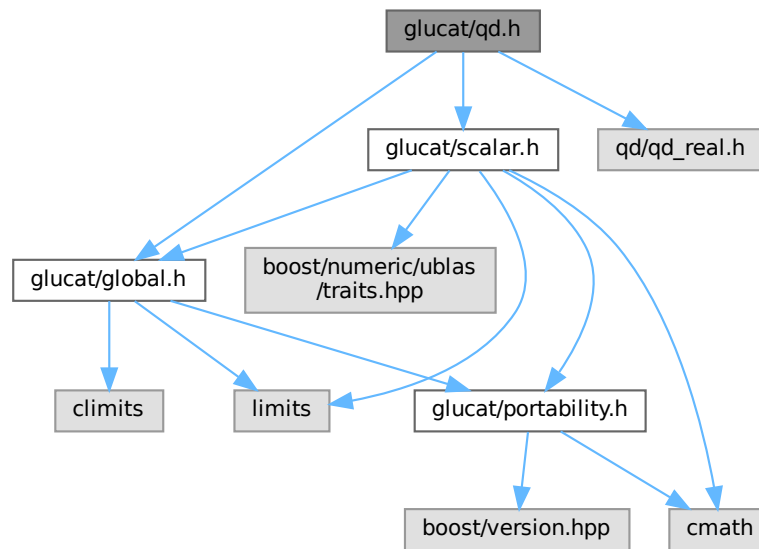 glucat/qd.h
glucat/scalar.h
qd/qd_real.h
glucat/global.h
boost/numeric/ublas
/traits.hpp
climits
limits
glucat/portability.h
boost/version.hpp
cmath